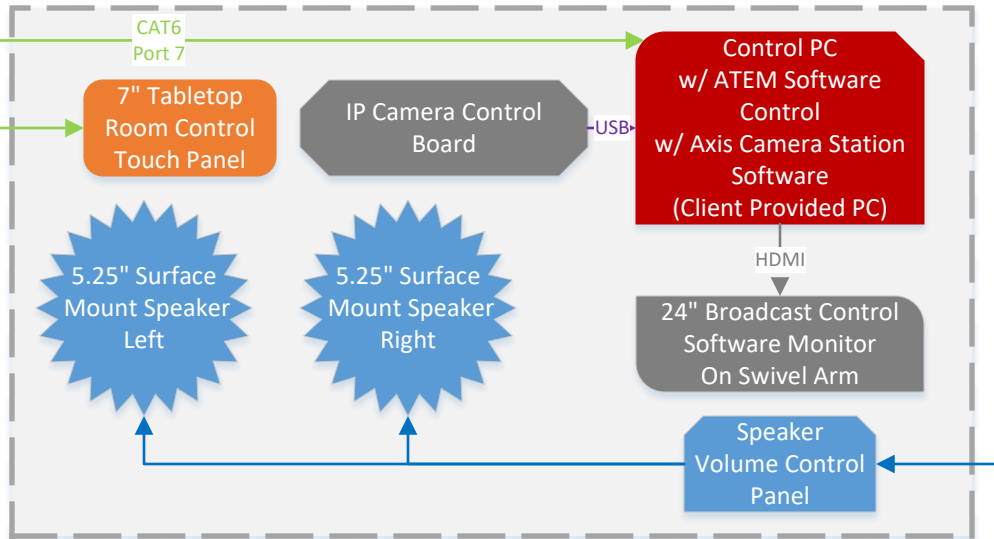 CAT6
Port 7
7" Tabletop
Room Control
Touch Panel
IP Camera Control
Board
USB
Control PC
w/ ATEM Software
Control
w/ Axis Camera Station
Software
(Client Provided PC)
HDMI
5.25" Surface
Mount Speaker
Left
5.25" Surface
Mount Speaker
Right
24" Broadcast Control
Software Monitor
On Swivel Arm
Speaker
Volume Control
Panel